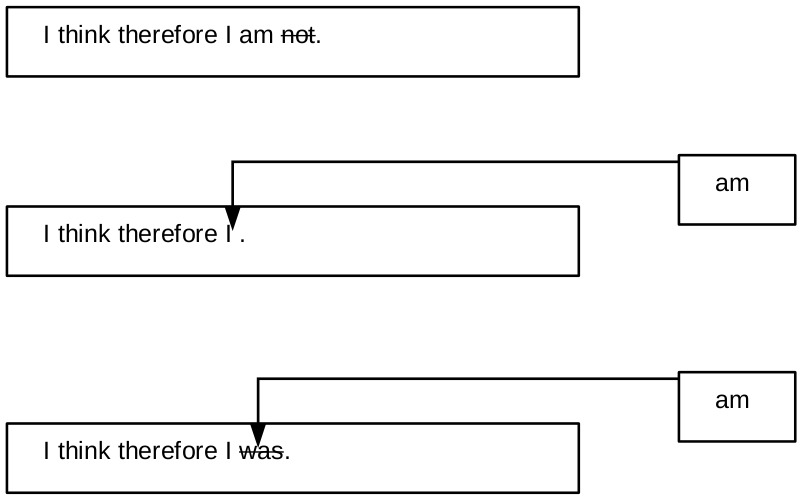 I think therefore I am not.
am
I think therefore I .
am
I think therefore I was.